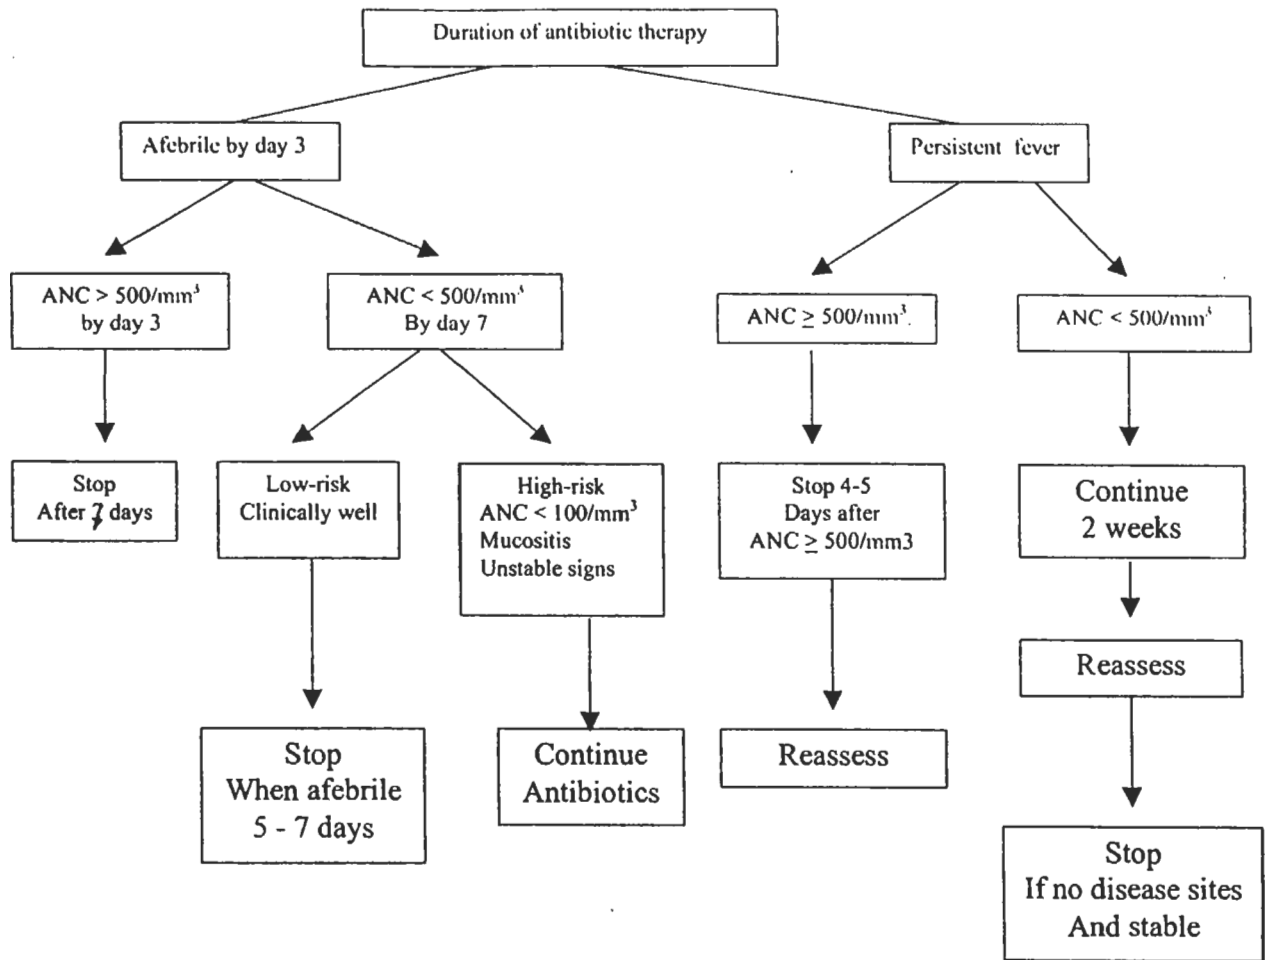 Duration of antibiotic therapy
Afebrile by day 3
Persistent fever
ANC > 500/mm³
by day 3
ANC < 500/mm³
By day 7
ANC ≥ 500/mm³.
ANC < 500/mm³
Stop
After 7 days
Low-risk
Clinically well
High-risk
ANC < 100/mm³
Mucositis
Unstable signs
Stop 4-5
Days after
ANC ≥ 500/mm3
Continue
2 weeks
Reassess
Stop
When afebrile
5 - 7 days
Continue
Antibiotics
Reassess
Stop
If no disease sites
And stable